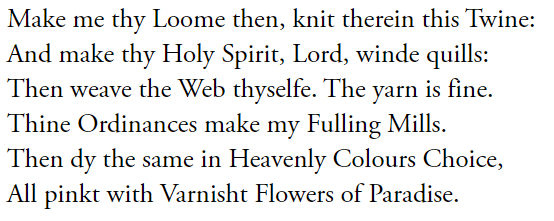 Make me thy Loome then, knit therein this Twine:
And make thy Holy Spirit, Lord, winde quills:
Then weave the Web thyselfe. The yarn is fine.
Thine Ordinances make my Fulling Mills.
Then dy the same in Heavenly Colours Choice,
All pinkt with Varnisht Flowers of Paradise.